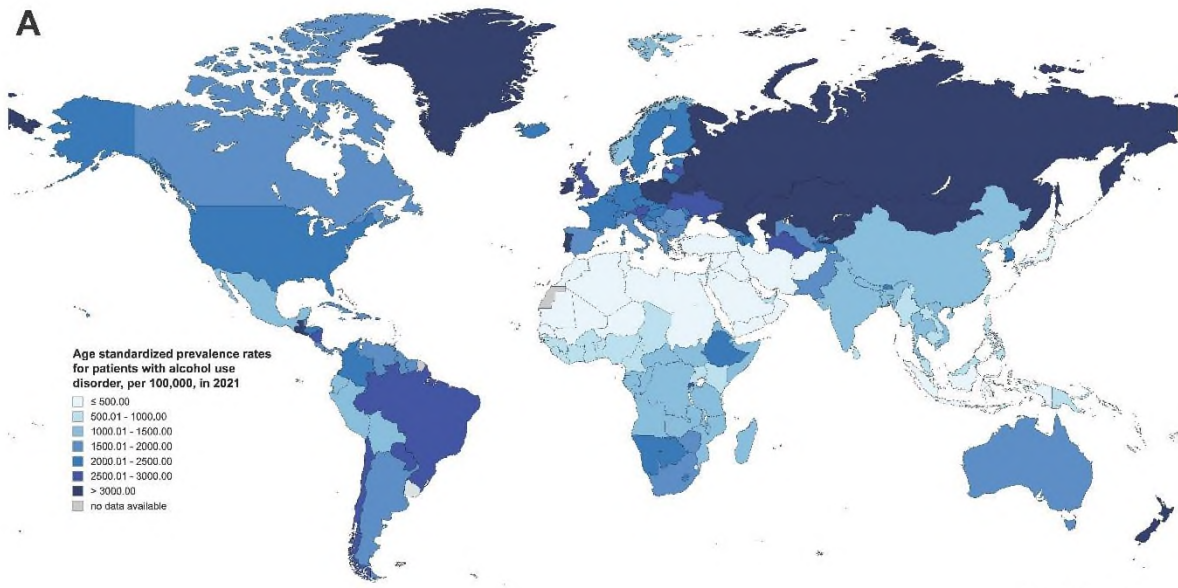 A
Age standardized prevalence rates
for patients with alcohol use
disorder, per 100,000, in 2021
≤ 500.00
500.01 - 1000,00
1000.01 - 1500.00
1500.01 - 2000.00
2000.01 - 2500.00
2500.01 - 3000.00
> 3000.00
no data available